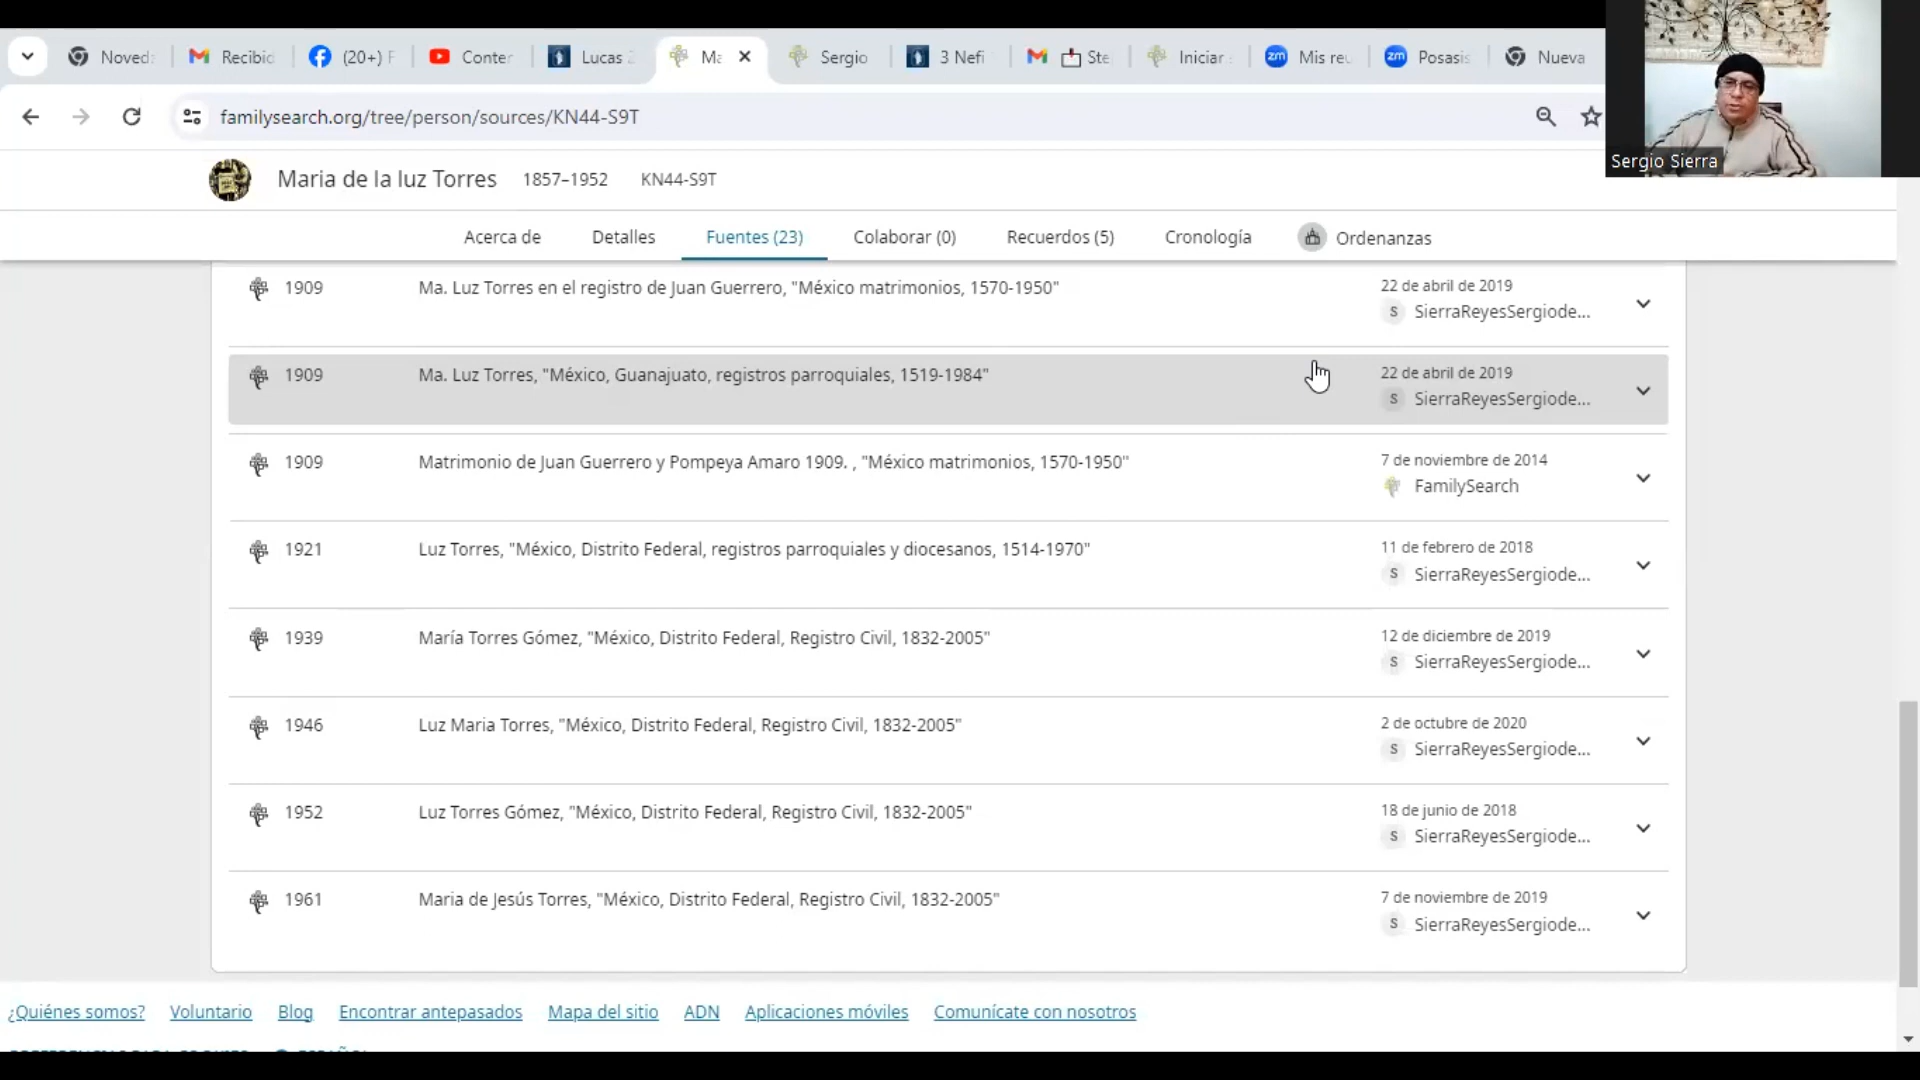 Noved
Recibid
(20+) F
Conter
Lucas 2
Ma
Sergio
3 Nefi
Ste
Iniciar
zm Mis reu
zm Posasis
Nueva
familysearch.org/tree/person/sources/KN44-S9T
Sergio Sierra
Maria de la luz Torres 1857–1952 KN44-S9T
Acerca de Detalles Fuentes (23) Colaborar (0) Recuerdos (5) Cronología Ordenanzas
1909 Ma. Luz Torres en el registro de Juan Guerrero, "México matrimonios, 1570-1950" 22 de abril de 2019
S SierraReyesSergiode...
1909 Ma. Luz Torres, "México, Guanajuato, registros parroquiales, 1519-1984" 22 de abril de 2019
S SierraReyesSergiode...
1909 Matrimonio de Juan Guerrero y Pompeya Amaro 1909. , "México matrimonios, 1570-1950" 7 de noviembre de 2014
FamilySearch
1921 Luz Torres, "México, Distrito Federal, registros parroquiales y diocesanos, 1514-1970" 11 de febrero de 2018
S SierraReyesSergiode...
1939 María Torres Gómez, "México, Distrito Federal, Registro Civil, 1832-2005" 12 de diciembre de 2019
S SierraReyesSergiode...
1946 Luz Maria Torres, "México, Distrito Federal, Registro Civil, 1832-2005" 2 de octubre de 2020
S SierraReyesSergiode...
1952 Luz Torres Gómez, "México, Distrito Federal, Registro Civil, 1832-2005" 18 de junio de 2018
S SierraReyesSergiode...
1961 Maria de Jesús Torres, "México, Distrito Federal, Registro Civil, 1832-2005" 7 de noviembre de 2019
S SierraReyesSergiode...
¿Quiénes somos? Voluntario Blog Encontrar antepasados Mapa del sitio ADN Aplicaciones móviles Comunícate con nosotros